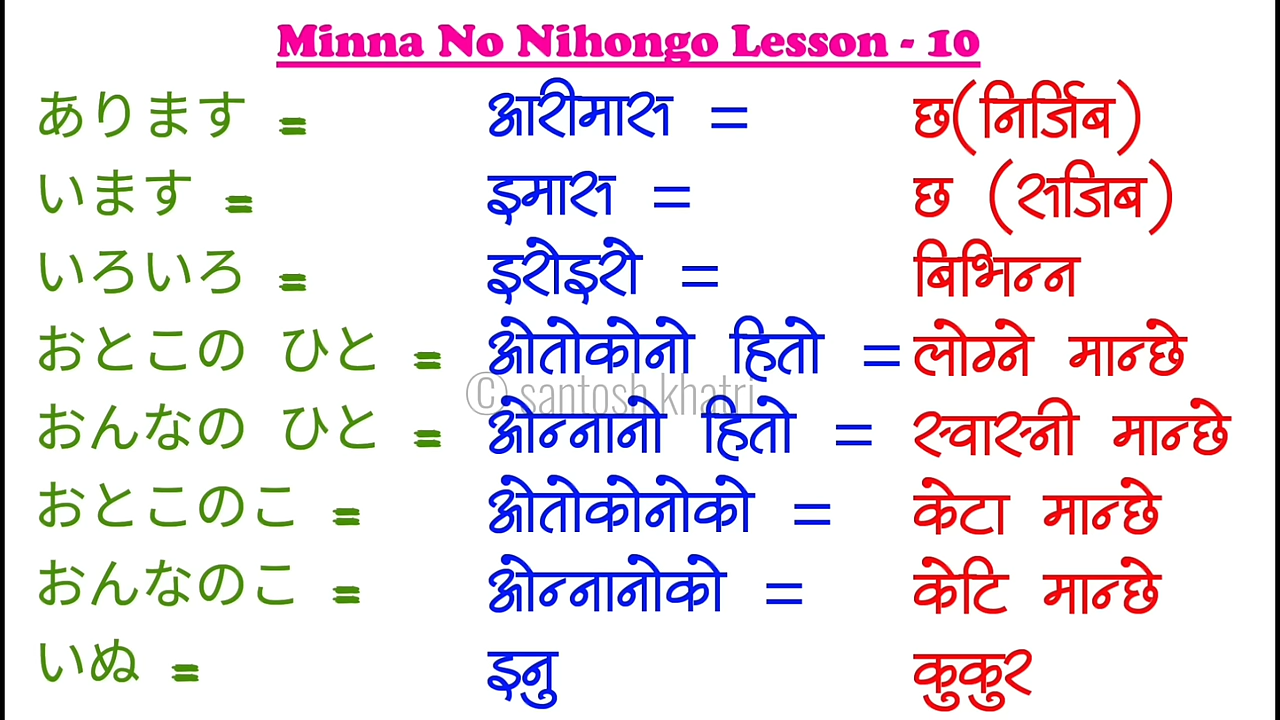 Minna No Nihongo Lesson - 10
あります = आरीमासु = छ(निर्जिब)
います = इमासु = छ (सजिब)
いろいろ = इरोइरो = बिभिन्न
おとこの ひと = ओतोकोनो हितो = लोग्ने मान्छे
© santosh khatri
おんなの ひと = ओन्नानो हितो = स्वास्नी मान्छे
おとこのこ = ओतोकोनोको = केटा मान्छे
おんなのこ = ओन्नानोको = केटि मान्छे
いぬ = इनु कुकुर